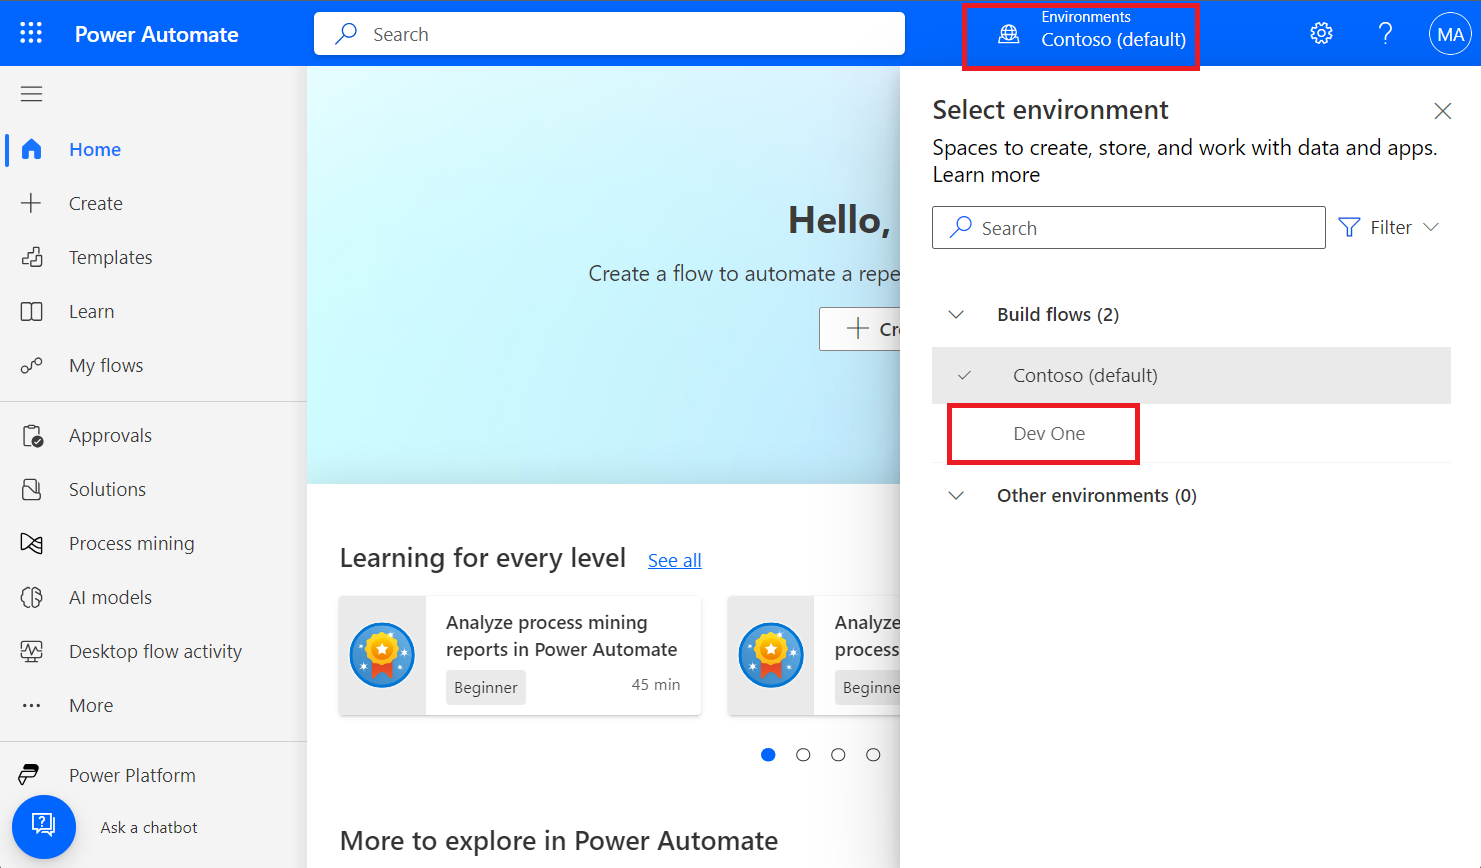 Power Automate
Search
Environments
Contoso (default)
MA
Home
Create
Templates
Learn
My flows
Approvals
Solutions
Process mining
AI models
Desktop flow activity
More
Power Platform
Ask a chatbot
Hello,
Create a flow to automate a repe
Learning for every level See all
Analyze process mining
reports in Power Automate
Beginner 45 min
Analyze
process
Beginne
More to explore in Power Automate
Select environment
Spaces to create, store, and work with data and apps.
Learn more
Search
Filter
Build flows (2)
Contoso (default)
Dev One
Other environments (0)